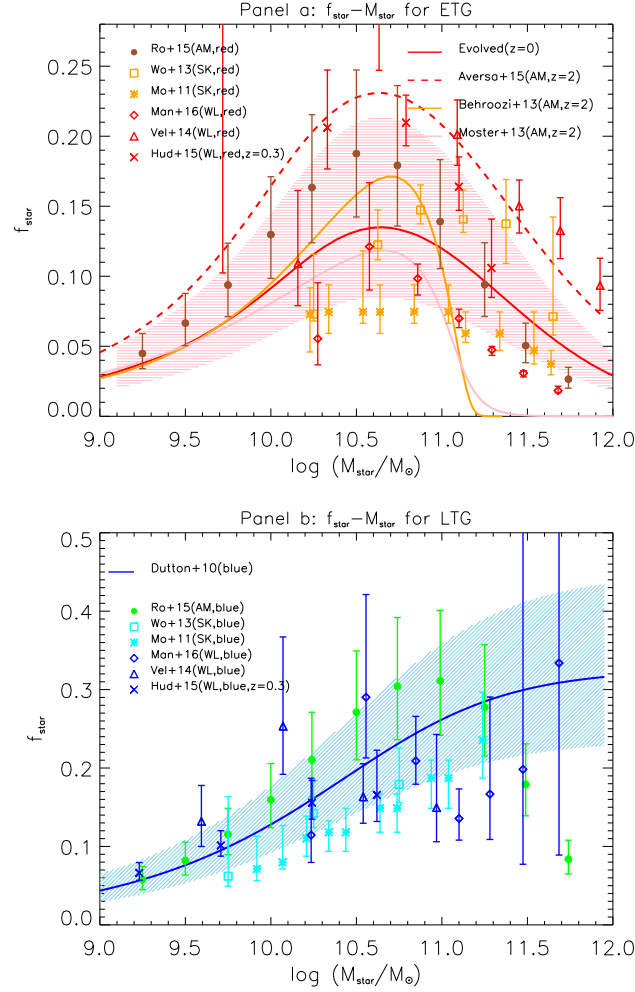 Panel a: f_star−M_star for ETG
Ro+15(AM,red)
Wo+13(SK,red)
Mo+11(SK,red)
Man+16(WL,red)
Vel+14(WL,red)
Hud+15(WL,red,z=0.3)
Evolved(z=0)
Aversa+15(AM,z=2)
Behroozi+13(AM,z=2)
Moster+13(AM,z=2)
0.25
0.20
0.15
0.10
0.05
0.00
f_star
9.0 9.5 10.0 10.5 11.0 11.5 12.0
log (M_star/M_⊙)
Panel b: f_star−M_star for LTG
Dutton+10(blue)
Ro+15(AM,blue)
Wo+13(SK,blue)
Mo+11(SK,blue)
Man+16(WL,blue)
Vel+14(WL,blue)
Hud+15(WL,blue,z=0.3)
0.5
0.4
0.3
0.2
0.1
0.0
f_star
9.0 9.5 10.0 10.5 11.0 11.5 12.0
log (M_star/M_⊙)